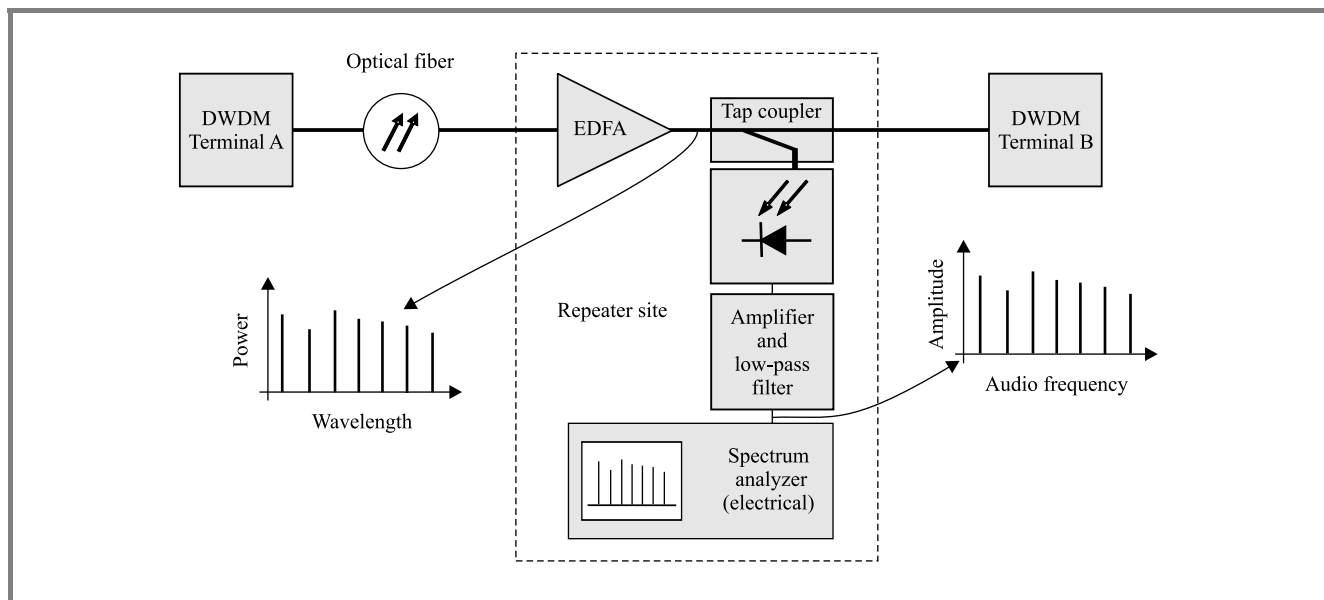 Optical fiber
DWDM
Terminal A
EDFA
Tap coupler
DWDM
Terminal B
Power
Wavelength
Repeater site
Amplifier
and
low-pass
filter
Amplitude
Audio frequency
Spectrum
analyzer
(electrical)